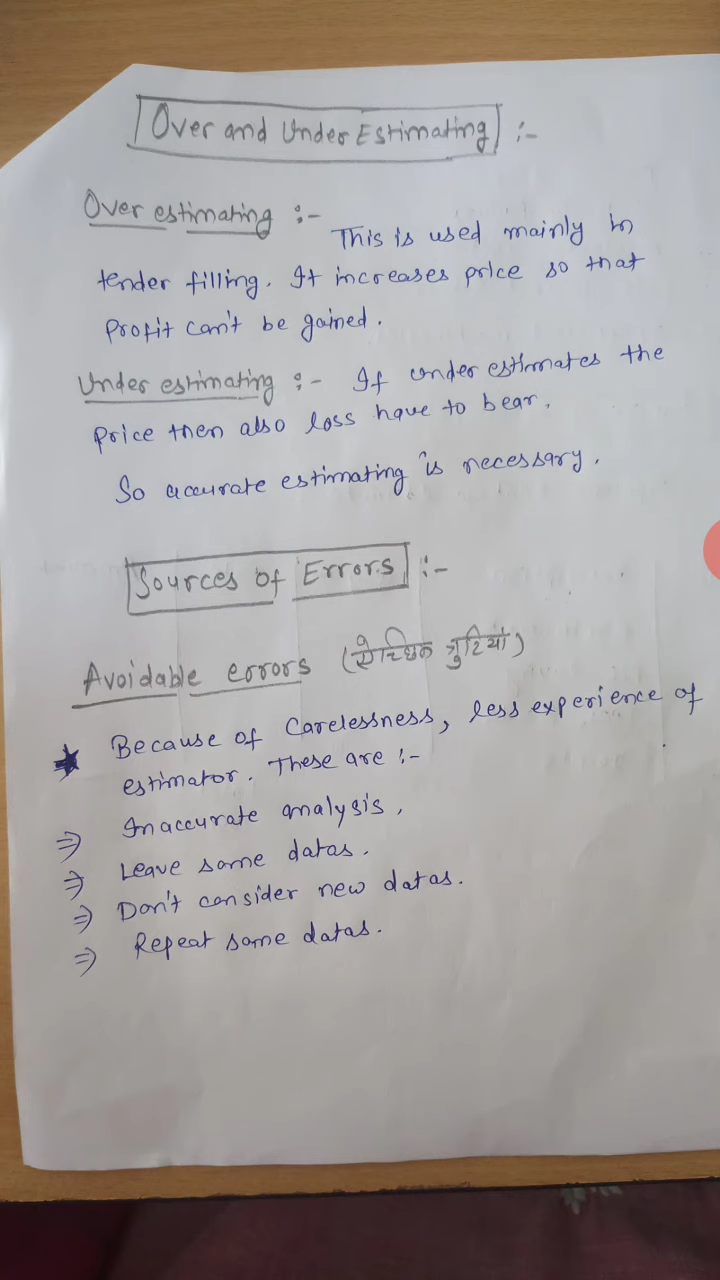 Over and Under Estimating :-
Over estimating :- This is used mainly in
tender filling. It increases price so that
Profit can't be gained.
Under estimating :- If under estimates the
Price then also loss have to bear.
So accurate estimating is necessary.
Sources of Errors :-
Avoidable errors (ऐच्छिक त्रुटियां)
Because of Carelessness, less experience of
estimator. These are :-
⇒ Inaccurate analysis.
⇒ Leave some datas.
⇒ Don't consider new datas.
⇒ Repeat some datas.